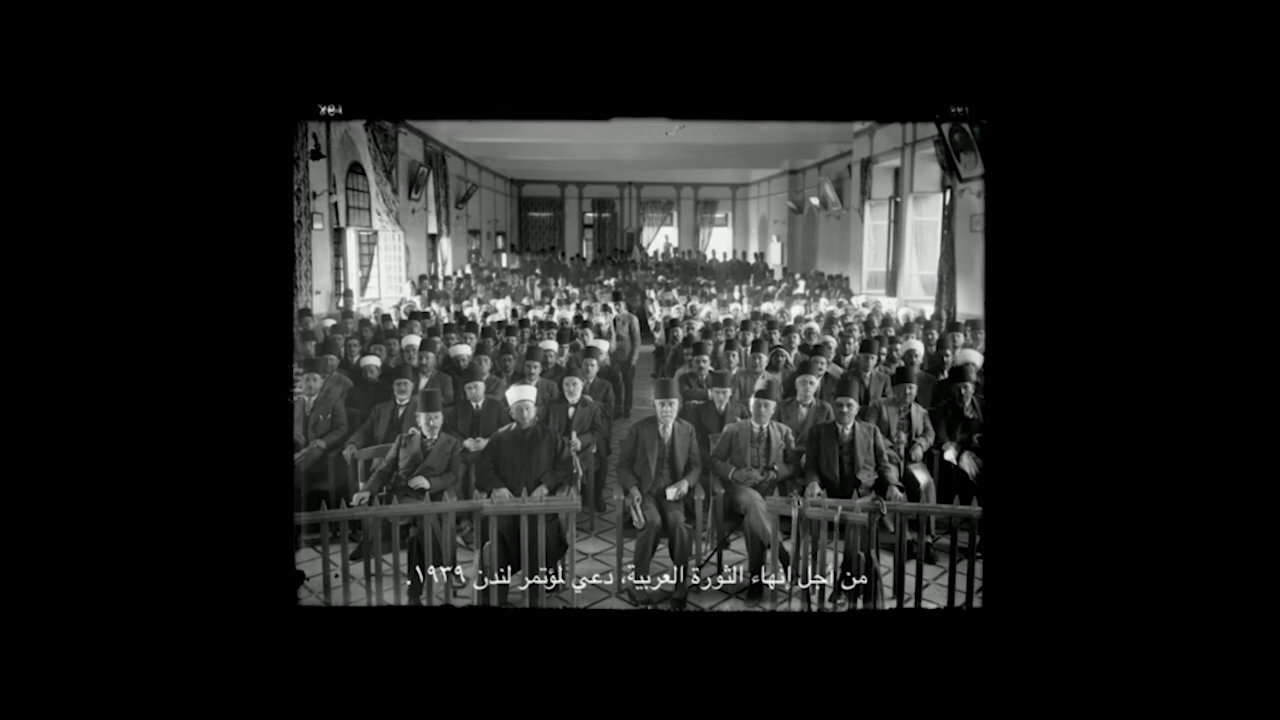 من أجل إنهاء الثورة العربية، دعي لمؤتمر لندن ١٩٣٩.